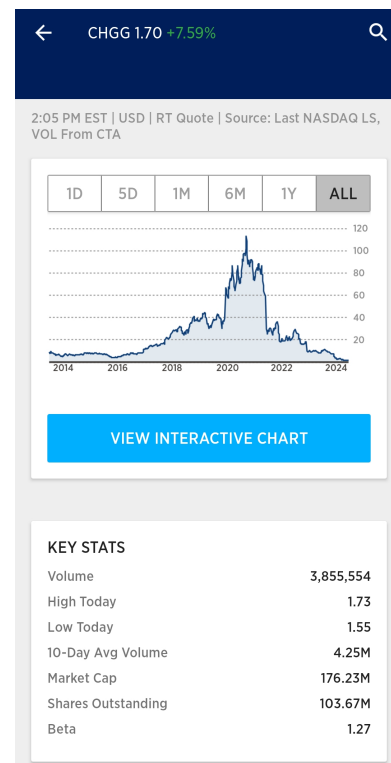 CHGG 1.70 +7.59%
2:05 PM EST | USD | RT Quote | Source: Last NASDAQ LS,
VOL From CTA
1D 5D 1M 6M 1Y ALL
120
100
80
60
40
20
2014 2016 2018 2020 2022 2024
VIEW INTERACTIVE CHART
KEY STATS
Volume 3,855,554
High Today 1.73
Low Today 1.55
10-Day Avg Volume 4.25M
Market Cap 176.23M
Shares Outstanding 103.67M
Beta 1.27